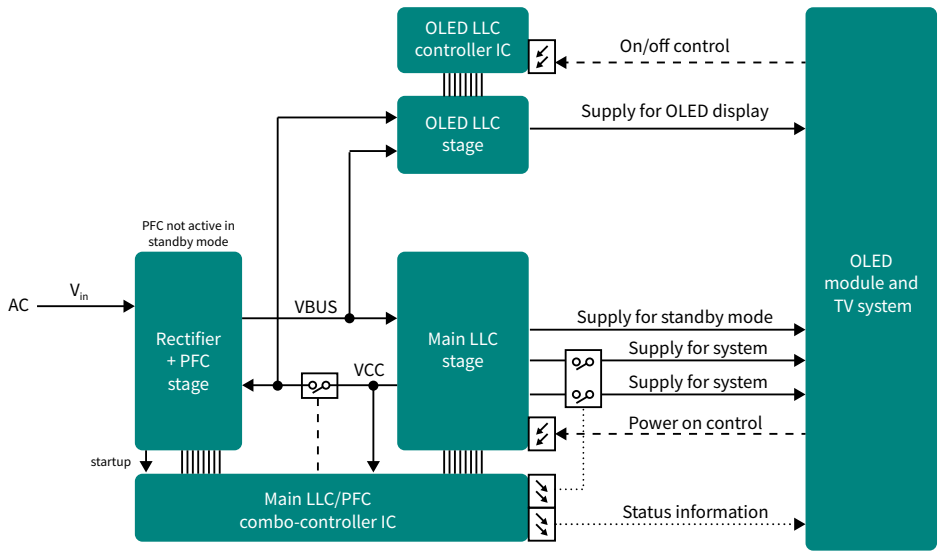 OLED LLC
controller IC
On/off control
OLED LLC
stage
Supply for OLED display
PFC not active in
standby mode
AC
Vin
Rectifier
+ PFC
stage
VBUS
VCC
Main LLC
stage
Supply for standby mode
Supply for system
Supply for system
Power on control
OLED
module and
TV system
startup
Main LLC/PFC
combo-controller IC
Status information